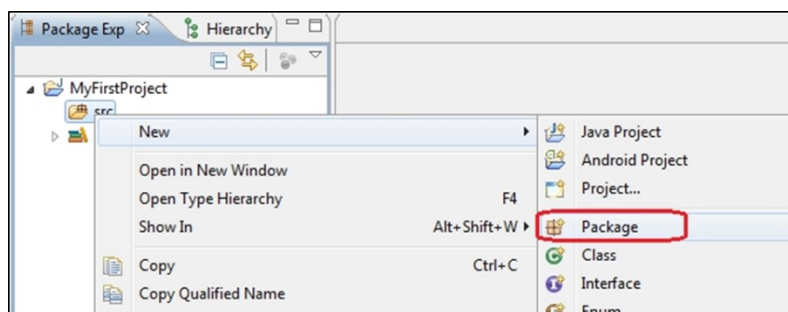 Package Exp Hierarchy
MyFirstProject
src
New Java Project
Android Project
Open in New Window
Project...
Open Type Hierarchy F4
Show In Alt+Shift+W Package
Class
Copy Ctrl+C
Interface
Copy Qualified Name
Enum